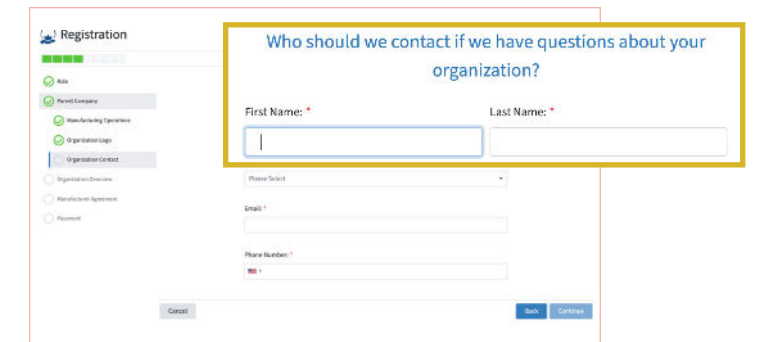 Registration
Who should we contact if we have questions about your
organization?
Role
Parent Company
Manufacturing Operations
Organization Logo
Organization Contact
Organization Overview
Manufacturer Agreement
Payment
First Name: *
Last Name: *
Please Select
Email: *
Phone Number: *
Cancel
Back
Continue